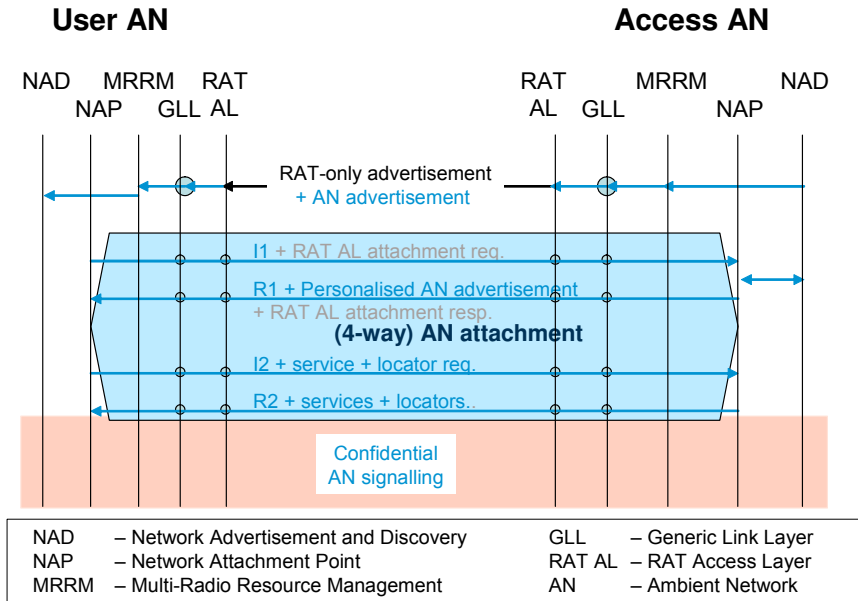 User AN
Access AN
NAD
NAP
MRRM
GLL
RAT
AL
RAT
AL
GLL
MRRM
NAP
NAD
RAT-only advertisement
+ AN advertisement
I1 + RAT AL attachment req.
R1 + Personalised AN advertisement
+ RAT AL attachment resp.
(4-way) AN attachment
I2 + service + locator req.
R2 + services + locators..
Confidential
AN signalling
NAD – Network Advertisement and Discovery
NAP – Network Attachment Point
MRRM – Multi-Radio Resource Management
GLL – Generic Link Layer
RAT AL – RAT Access Layer
AN – Ambient Network